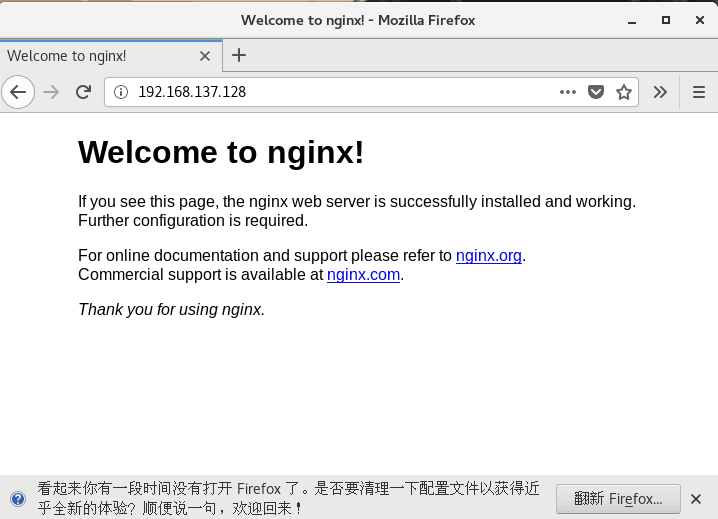 Welcome to nginx! - Mozilla Firefox
Welcome to nginx!
192.168.137.128
Welcome to nginx!
If you see this page, the nginx web server is successfully installed and working.
Further configuration is required.
For online documentation and support please refer to nginx.org.
Commercial support is available at nginx.com.
Thank you for using nginx.
看起来你有一段时间没有打开 Firefox 了。是否要清理一下配置文件以获得近
乎全新的体验？顺便说一句，欢迎回来！
翻新 Firefox...